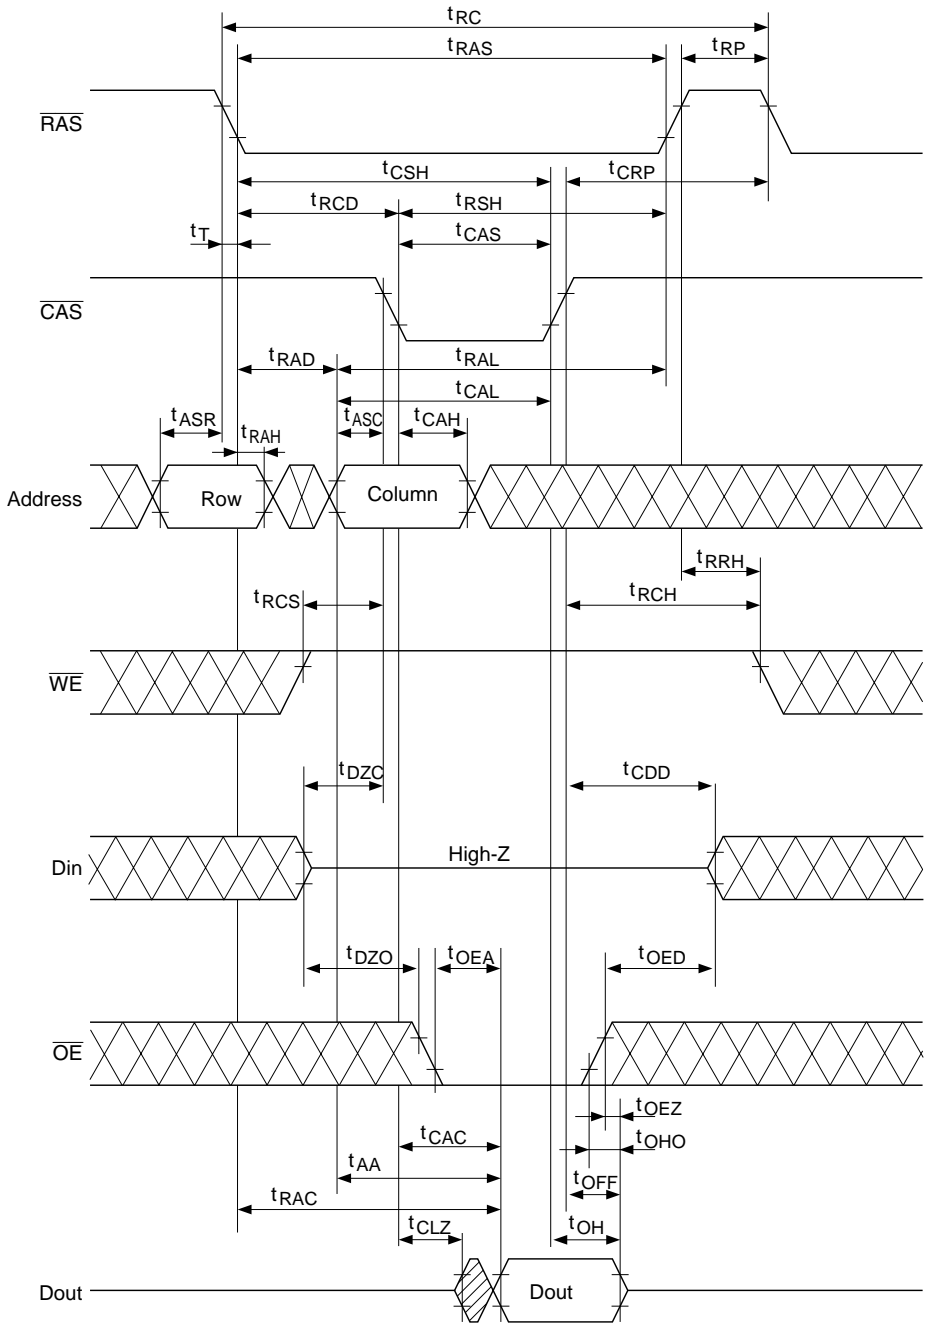 tRC
tRAS
tRP
RAS
tCSH
tCRP
tRCD
tRSH
tT
tCAS
CAS
tRAD
tRAL
tCAL
tASR
tRAH
tASC
tCAH
Address
Row
Column
tRRH
tRCS
tRCH
WE
tDZC
tCDD
Din
High-Z
tDZO
tOEA
tOED
OE
tOEZ
tCAC
tOHO
tAA
tOFF
tRAC
tCLZ
tOH
Dout
Dout